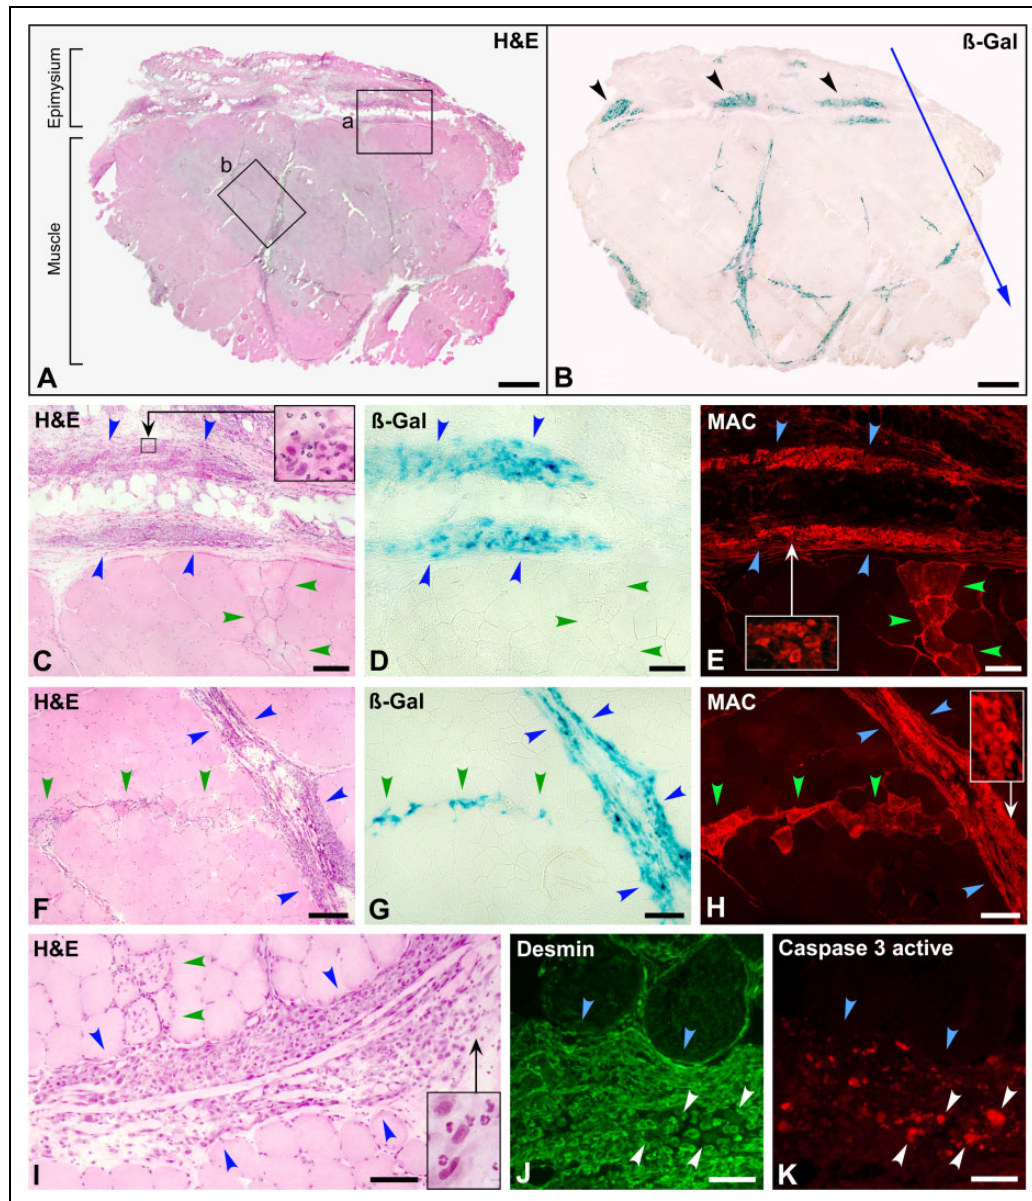 H&E
ß-Gal
Epimysium
Muscle
a
b
A
B
H&E
ß-Gal
MAC
C
D
E
H&E
ß-Gal
MAC
F
G
H
H&E
Desmin
Caspase 3 active
I
J
K